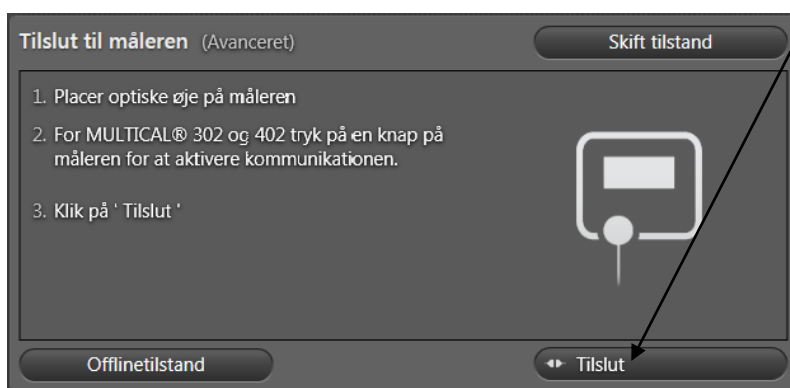 Tilslut til måleren (Avanceret)
Skift tilstand
1. Placer optiske øje på måleren
2. For MULTICAL® 302 og 402 tryk på en knap på
måleren for at aktivere kommunikationen.
3. Klik på ' Tilslut '
Offlinetilstand
Tilslut